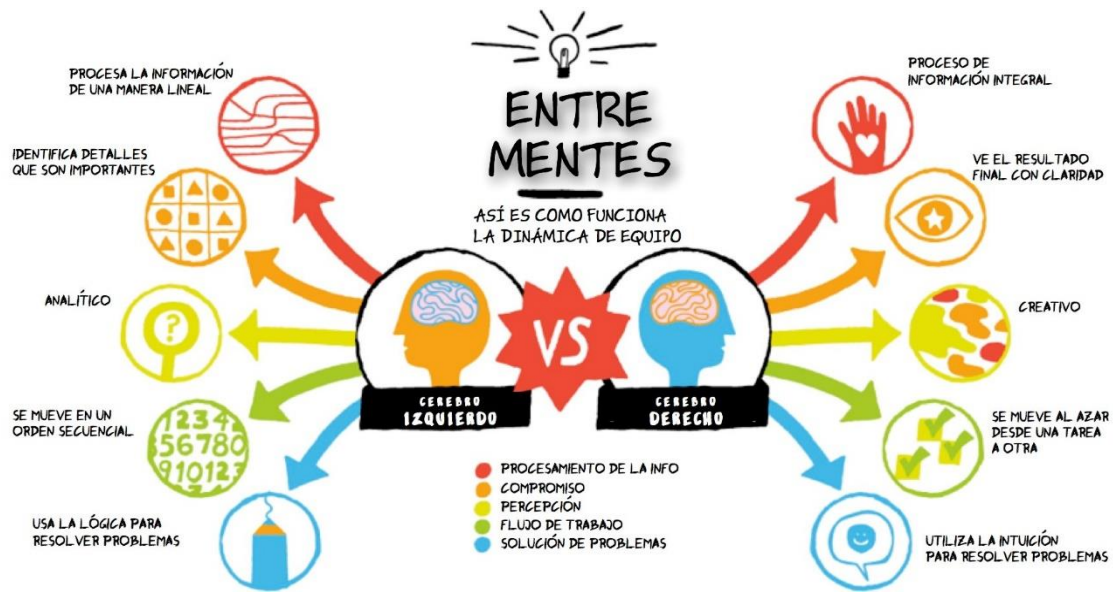 ENTRE
MENTES
ASÍ ES COMO FUNCIONA
LA DINÁMICA DE EQUIPO
PROCESA LA INFORMACIÓN
DE UNA MANERA LINEAL
IDENTIFICA DETALLES
QUE SON IMPORTANTES
ANALÍTICO
?
SE MUEVE EN UN
ORDEN SECUENCIAL
1234
56780
910123
USA LA LÓGICA PARA
RESOLVER PROBLEMAS
CEREBRO
IZQUIERDO
VS
CEREBRO
DERECHO
PROCESO DE
INFORMACIÓN INTEGRAL
VE EL RESULTADO
FINAL CON CLARIDAD
CREATIVO
SE MUEVE AL AZAR
DESDE UNA TAREA
A OTRA
UTILIZA LA INTUICIÓN
PARA RESOLVER PROBLEMAS
PROCESAMIENTO DE LA INFO
COMPROMISO
PERCEPCIÓN
FLUJO DE TRABAJO
SOLUCIÓN DE PROBLEMAS